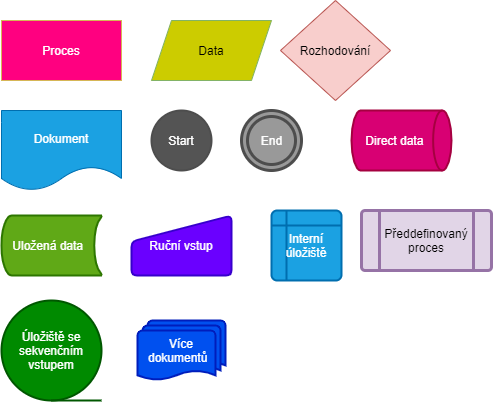 Proces
Data
Rozhodování
Dokument
Start
End
Direct data
Uložená data
Ruční vstup
Interní
úložiště
Předdefinovaný
proces
Úložiště se
sekvenčním
vstupem
Více
dokumentů